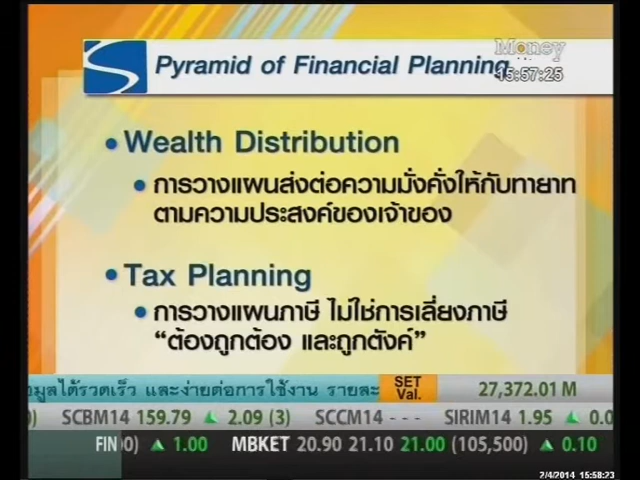 Pyramid of Financial Planning
Money
15:57:25
• Wealth Distribution
• การวางแผนส่งต่อความมั่งคั่งให้กับทายาท
ตามความประสงค์ของเจ้าของ
• Tax Planning
• การวางแผนภาษี ไม่ใช่การเลี่ยงภาษี
“ต้องถูกต้อง และถูกตังค์”
อมูลได้รวดเร็ว และง่ายต่อการใช้งาน รายละ
SET
Val.
27,372.01 M
) SCBM14 159.79 ▲ 2.09 (3) SCCM14 - - - SIRIM14 1.95 ▲ 0.0
FIN 00) ▲ 1.00 MBKET 20.90 21.10 21.00 (105,500) ▲ 0.10
2/4/2014 15:58:23